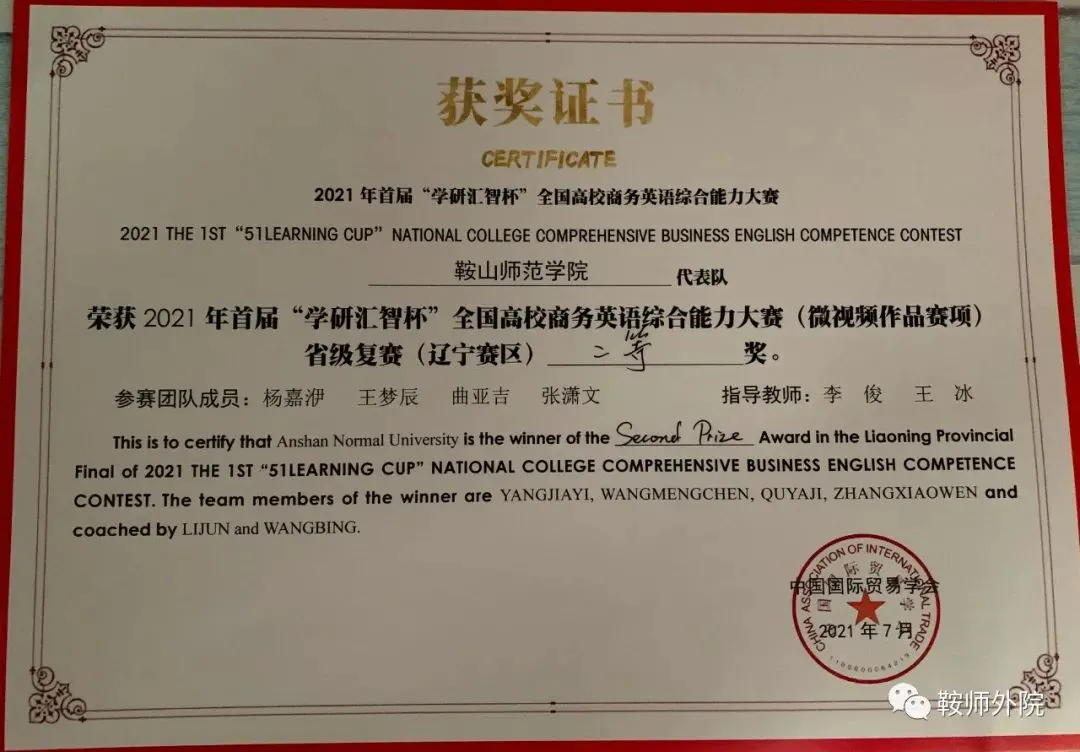 获奖证书
CERTIFICATE
2021 年首届“学研汇智杯”全国高校商务英语综合能力大赛
2021 THE 1ST “51LEARNING CUP” NATIONAL COLLEGE COMPREHENSIVE BUSINESS ENGLISH COMPETENCE CONTEST
鞍山师范学院 代表队
荣获 2021 年首届“学研汇智杯”全国高校商务英语综合能力大赛（微视频作品赛项）
省级复赛（辽宁赛区） 二等 奖。
参赛团队成员：杨嘉洢 王梦辰 曲亚吉 张潇文 指导教师：李 俊 王 冰
This is to certify that Anshan Normal University is the winner of the Second Prize Award in the Liaoning Provincial
Final of 2021 THE 1ST “51LEARNING CUP” NATIONAL COLLEGE COMPREHENSIVE BUSINESS ENGLISH COMPETENCE
CONTEST. The team members of the winner are YANGJIAYI, WANGMENGCHEN, QUYAJI, ZHANGXIAOWEN and
coached by LIJUN and WANGBING.
CHINA ASSOCIATION OF INTERNATIONAL TRADE
中国国际贸易学会
2021 年 7 月
鞍师外院